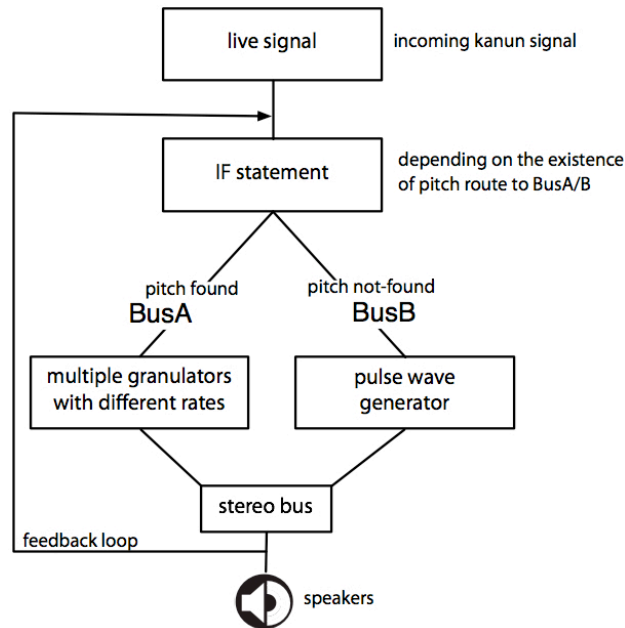 live signal
incoming kanun signal
IF statement
depending on the existence
of pitch route to BusA/B
pitch found
BusA
pitch not-found
BusB
multiple granulators
with different rates
pulse wave
generator
stereo bus
feedback loop
speakers